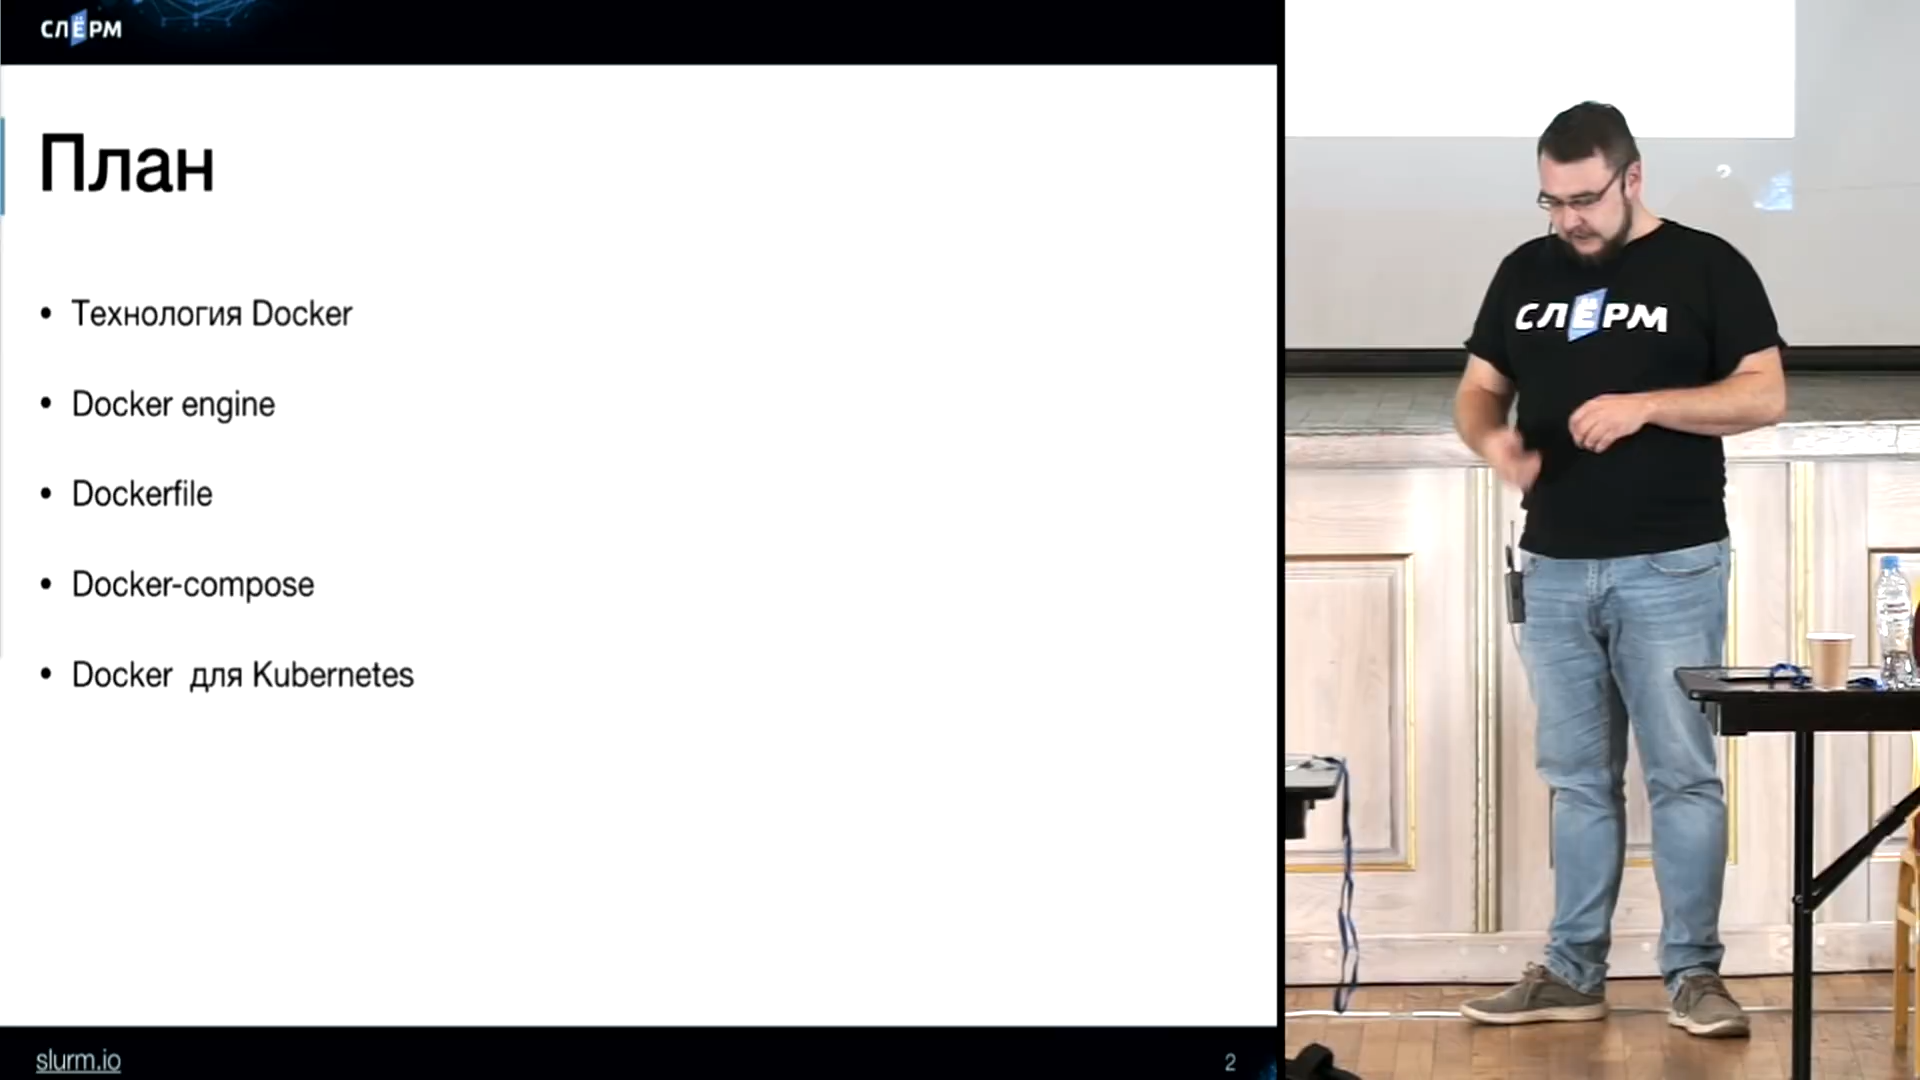 СЛЁРМ
План
• Технология Docker
• Docker engine
• Dockerfile
• Docker-compose
• Docker для Kubernetes
slurm.io
2
СЛЁРМ
?